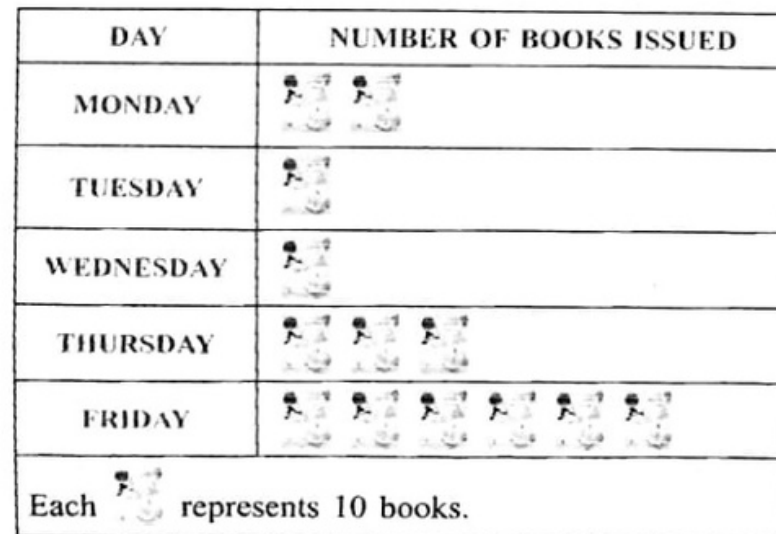 DAY NUMBER OF BOOKS ISSUED
MONDAY
TUESDAY
WEDNESDAY
THURSDAY
FRIDAY
Each represents 10 books.